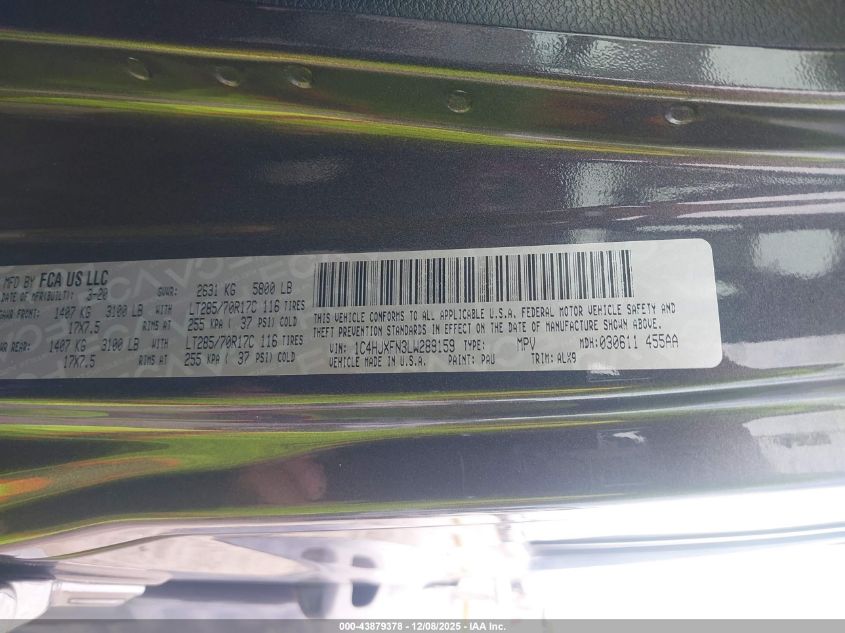 MFD BY FCA US LLC
DATE OF MFR(BUILT): 3-20 GVWR: 2631 KG 5800 LB
GAWR FRONT: 1407 KG 3100 LB WITH LT285/70R17C 116 TIRES
17X7.5 RIMS AT 255 KPA ( 37 PSI) COLD
GAWR REAR: 1407 KG 3100 LB WITH LT285/70R17C 116 TIRES
17X7.5 RIMS AT 255 KPA ( 37 PSI) COLD
THIS VEHICLE CONFORMS TO ALL APPLICABLE U.S.A. FEDERAL MOTOR VEHICLE SAFETY AND
THEFT PREVENTION STANDARDS IN EFFECT ON THE DATE OF MANUFACTURE SHOWN ABOVE.
VIN: 1C4HJXFN3LW289159 TYPE: MPV MDH: 030611 455AA
VEHICLE MADE IN U.S.A. PAINT: PAU TRIM: ALX9
000-43879378 - 12/08/2025 - IAA Inc.